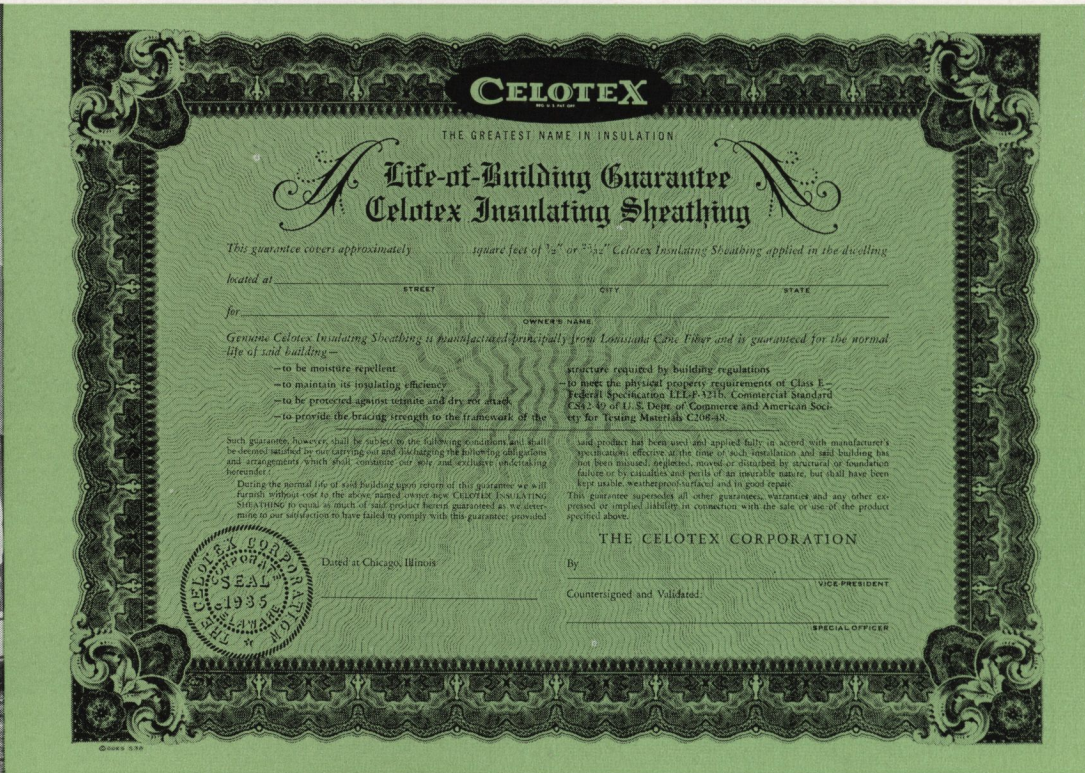 CELOTEX
REG. U. S. PAT. OFF.
THE GREATEST NAME IN INSULATION
Life-of-Building Guarantee
Celotex Insulating Sheathing
This guarantee covers approximately square feet of ½" or 25/32" Celotex Insulating Sheathing applied in the dwelling
located at
STREET CITY STATE
for
OWNER'S NAME
Genuine Celotex Insulating Sheathing is manufactured principally from Louisiana Cane Fiber and is guaranteed for the normal
life of said building—
—to be moisture repellent
—to maintain its insulating efficiency
—to be protected against termite and dry rot attack
—to provide the bracing strength to the framework of the
structure required by building regulations
—to meet the physical property requirements of Class E—
Federal Specification LLL-F-321b, Commercial Standard
CS42-49 of U. S. Dept. of Commerce and American Soci-
ety for Testing Materials C208-48.
Such guarantee, however, shall be subject to the following conditions and shall
be deemed satisfied by our carrying out and discharging the following obligations
and arrangements which shall constitute our sole and exclusive undertaking
hereunder:
During the normal life of said building upon return of this guarantee we will
furnish without cost to the above named owner new CELOTEX INSULATING
SHEATHING to equal as much of said product herein guaranteed as we deter-
mine to our satisfaction to have failed to comply with this guarantee; provided
said product has been used and applied fully in accord with manufacturer's
specifications effective at the time of such installation and said building has
not been misused, neglected, moved or disturbed by structural or foundation
failure or by casualties and perils of an insurable nature, but shall have been
kept usable, weatherproof-surfaced and in good repair.
This guarantee supersedes all other guarantees, warranties and any other ex-
pressed or implied liability in connection with the sale or use of the product
specified above.
THE CELOTEX CORPORATION
Dated at Chicago, Illinois
By
VICE-PRESIDENT
Countersigned and Validated:
SPECIAL OFFICER
THE CELOTEX CORPORATION
CORPORATE
SEAL
1935
DELAWARE
© GOES